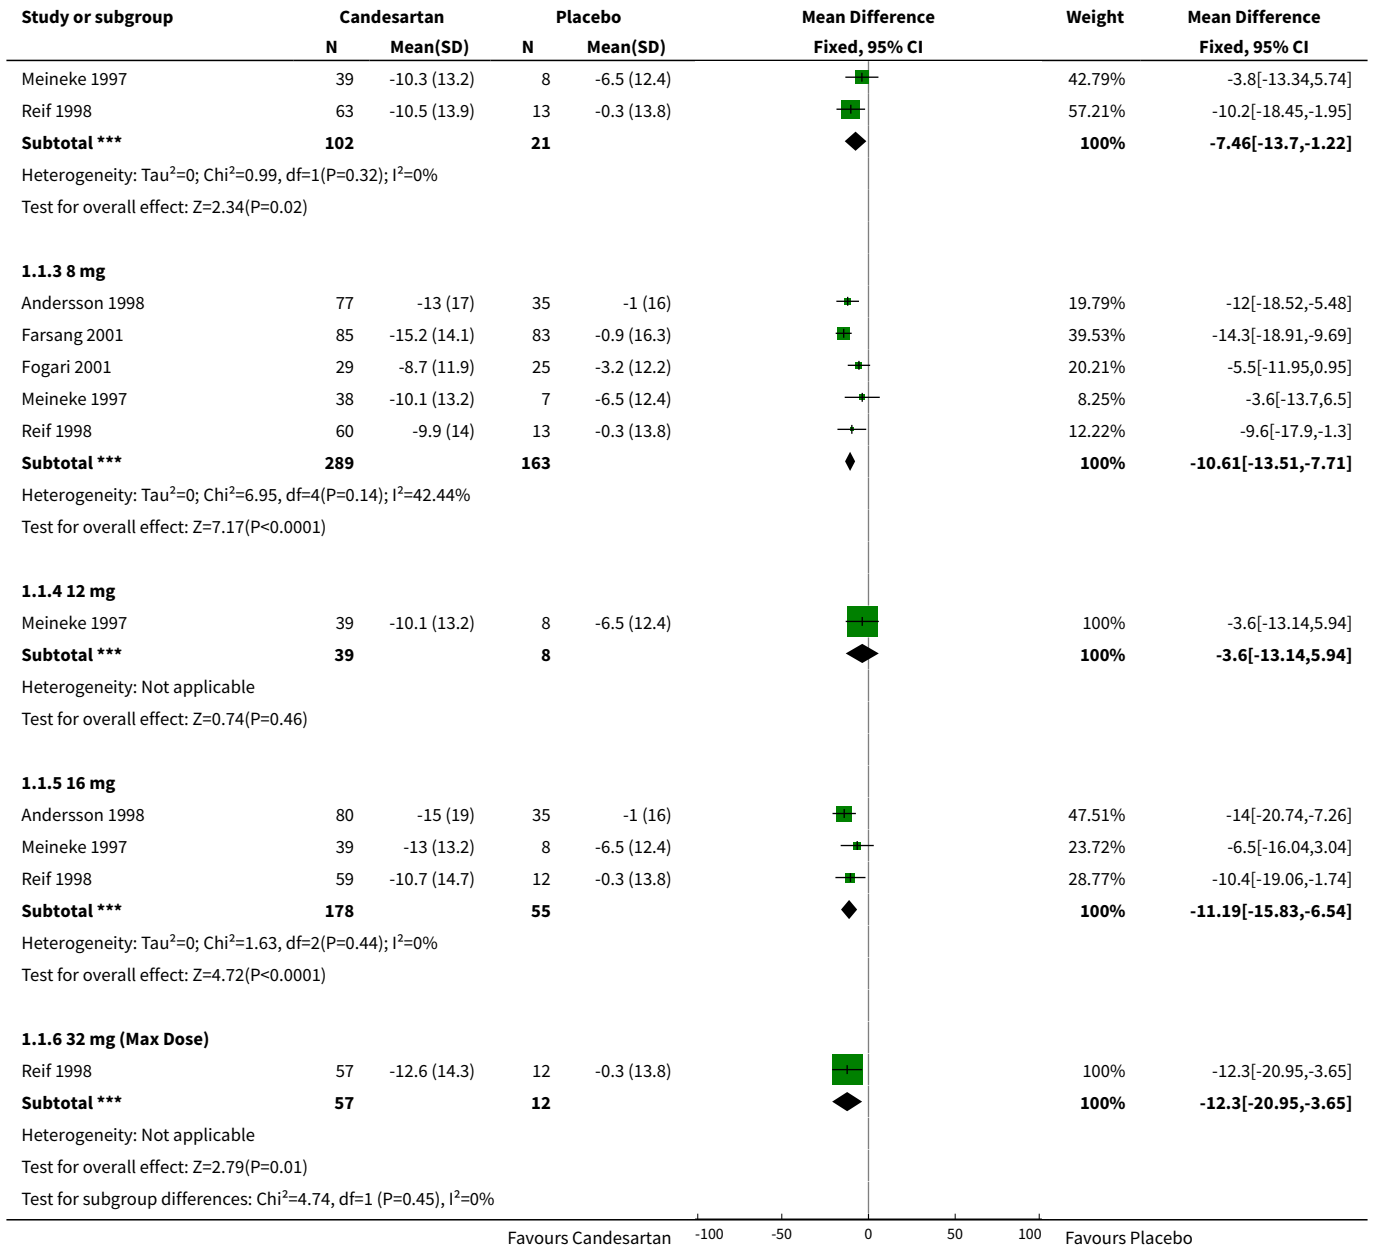 Study or subgroup Candesartan Placebo Mean Difference Weight Mean Difference
N Mean(SD) N Mean(SD) Fixed, 95% CI Fixed, 95% CI
Meineke 1997 39 -10.3 (13.2) 8 -6.5 (12.4) 42.79% -3.8[-13.34,5.74]
Reif 1998 63 -10.5 (13.9) 13 -0.3 (13.8) 57.21% -10.2[-18.45,-1.95]
Subtotal *** 102 21 100% -7.46[-13.7,-1.22]
Heterogeneity: Tau²=0; Chi²=0.99, df=1(P=0.32); I²=0%
Test for overall effect: Z=2.34(P=0.02)
1.1.3 8 mg
Andersson 1998 77 -13 (17) 35 -1 (16) 19.79% -12[-18.52,-5.48]
Farsang 2001 85 -15.2 (14.1) 83 -0.9 (16.3) 39.53% -14.3[-18.91,-9.69]
Fogari 2001 29 -8.7 (11.9) 25 -3.2 (12.2) 20.21% -5.5[-11.95,0.95]
Meineke 1997 38 -10.1 (13.2) 7 -6.5 (12.4) 8.25% -3.6[-13.7,6.5]
Reif 1998 60 -9.9 (14) 13 -0.3 (13.8) 12.22% -9.6[-17.9,-1.3]
Subtotal *** 289 163 100% -10.61[-13.51,-7.71]
Heterogeneity: Tau²=0; Chi²=6.95, df=4(P=0.14); I²=42.44%
Test for overall effect: Z=7.17(P<0.0001)
1.1.4 12 mg
Meineke 1997 39 -10.1 (13.2) 8 -6.5 (12.4) 100% -3.6[-13.14,5.94]
Subtotal *** 39 8 100% -3.6[-13.14,5.94]
Heterogeneity: Not applicable
Test for overall effect: Z=0.74(P=0.46)
1.1.5 16 mg
Andersson 1998 80 -15 (19) 35 -1 (16) 47.51% -14[-20.74,-7.26]
Meineke 1997 39 -13 (13.2) 8 -6.5 (12.4) 23.72% -6.5[-16.04,3.04]
Reif 1998 59 -10.7 (14.7) 12 -0.3 (13.8) 28.77% -10.4[-19.06,-1.74]
Subtotal *** 178 55 100% -11.19[-15.83,-6.54]
Heterogeneity: Tau²=0; Chi²=1.63, df=2(P=0.44); I²=0%
Test for overall effect: Z=4.72(P<0.0001)
1.1.6 32 mg (Max Dose)
Reif 1998 57 -12.6 (14.3) 12 -0.3 (13.8) 100% -12.3[-20.95,-3.65]
Subtotal *** 57 12 100% -12.3[-20.95,-3.65]
Heterogeneity: Not applicable
Test for overall effect: Z=2.79(P=0.01)
Test for subgroup differences: Chi²=4.74, df=1 (P=0.45), I²=0%
Favours Candesartan -100 -50 0 50 100 Favours Placebo